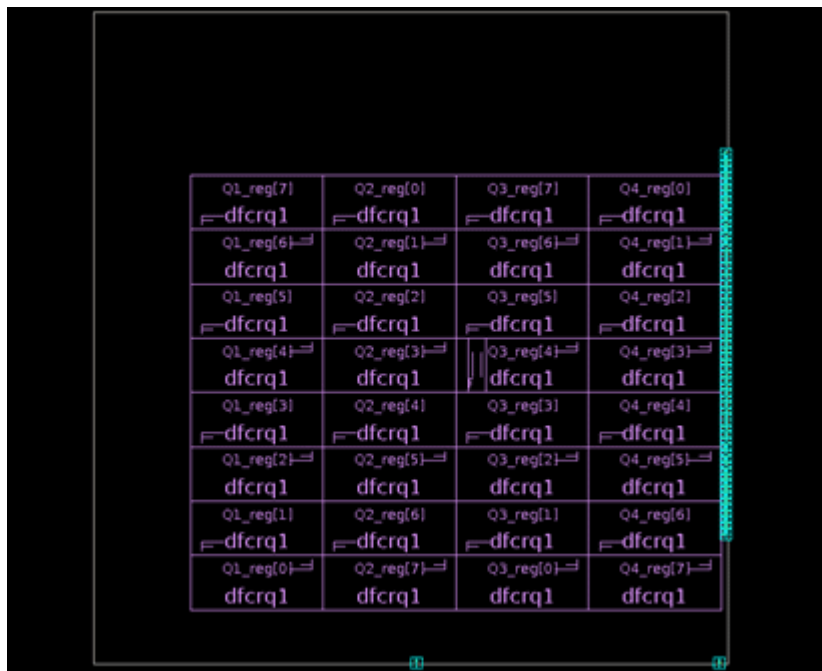 Q1_reg[7] Q2_reg[0] Q3_reg[7] Q4_reg[0]
dfcrq1 dfcrq1 dfcrq1 dfcrq1
Q1_reg[6] Q2_reg[1] Q3_reg[6] Q4_reg[1]
dfcrq1 dfcrq1 dfcrq1 dfcrq1
Q1_reg[5] Q2_reg[2] Q3_reg[5] Q4_reg[2]
dfcrq1 dfcrq1 dfcrq1 dfcrq1
Q1_reg[4] Q2_reg[3] Q3_reg[4] Q4_reg[3]
dfcrq1 dfcrq1 dfcrq1 dfcrq1
Q1_reg[3] Q2_reg[4] Q3_reg[3] Q4_reg[4]
dfcrq1 dfcrq1 dfcrq1 dfcrq1
Q1_reg[2] Q2_reg[5] Q3_reg[2] Q4_reg[5]
dfcrq1 dfcrq1 dfcrq1 dfcrq1
Q1_reg[1] Q2_reg[6] Q3_reg[1] Q4_reg[6]
dfcrq1 dfcrq1 dfcrq1 dfcrq1
Q1_reg[0] Q2_reg[7] Q3_reg[0] Q4_reg[7]
dfcrq1 dfcrq1 dfcrq1 dfcrq1